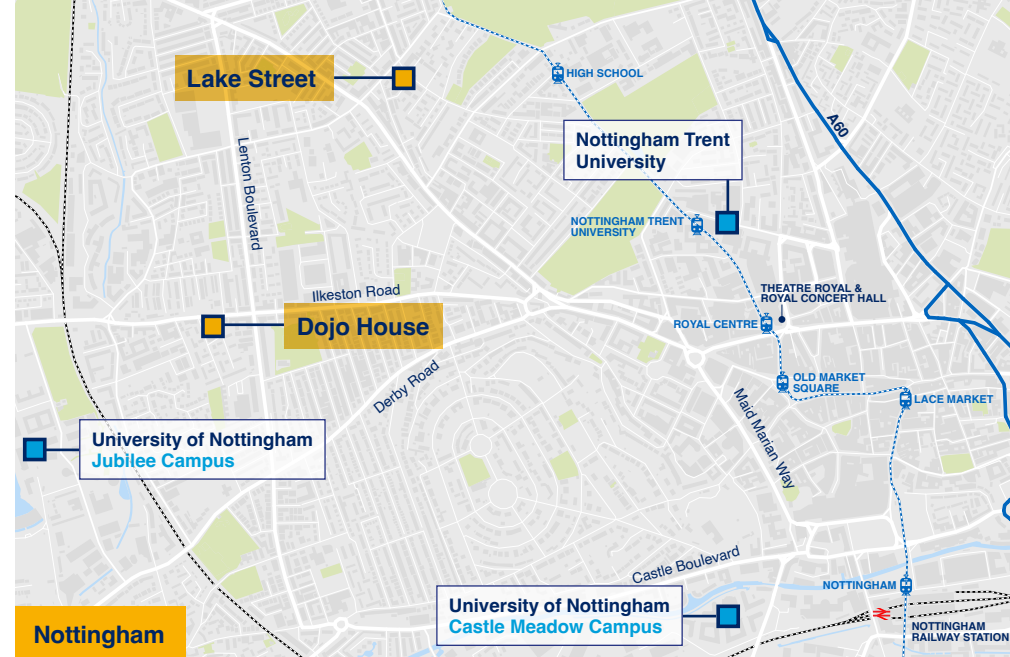 Lake Street
HIGH SCHOOL
A60
Nottingham Trent
University
Lenton Boulevard
NOTTINGHAM TRENT
UNIVERSITY
THEATRE ROYAL &
ROYAL CONCERT HALL
Ilkeston Road
Dojo House
ROYAL CENTRE
Derby Road
OLD MARKET
SQUARE
LACE MARKET
Maid Marian Way
University of Nottingham
Jubilee Campus
Castle Boulevard
NOTTINGHAM
University of Nottingham
Castle Meadow Campus
Nottingham
NOTTINGHAM
RAILWAY STATION